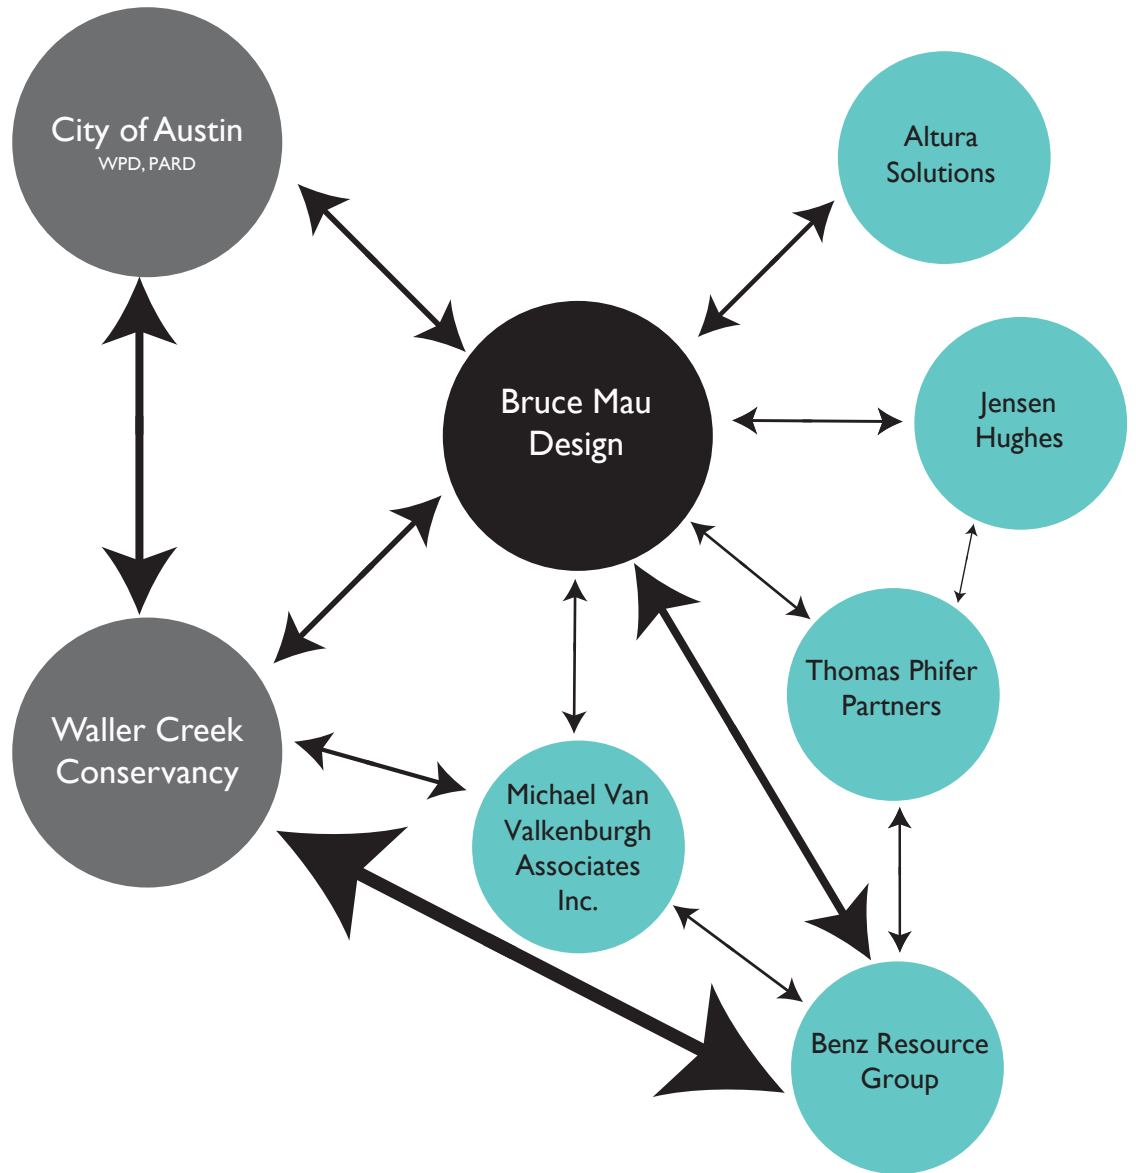 City of Austin
WPD, PARD
Altura
Solutions
Bruce Mau
Design
Jensen
Hughes
Thomas Phifer
Partners
Waller Creek
Conservancy
Michael Van
Valkenburgh
Associates
Inc.
Benz Resource
Group